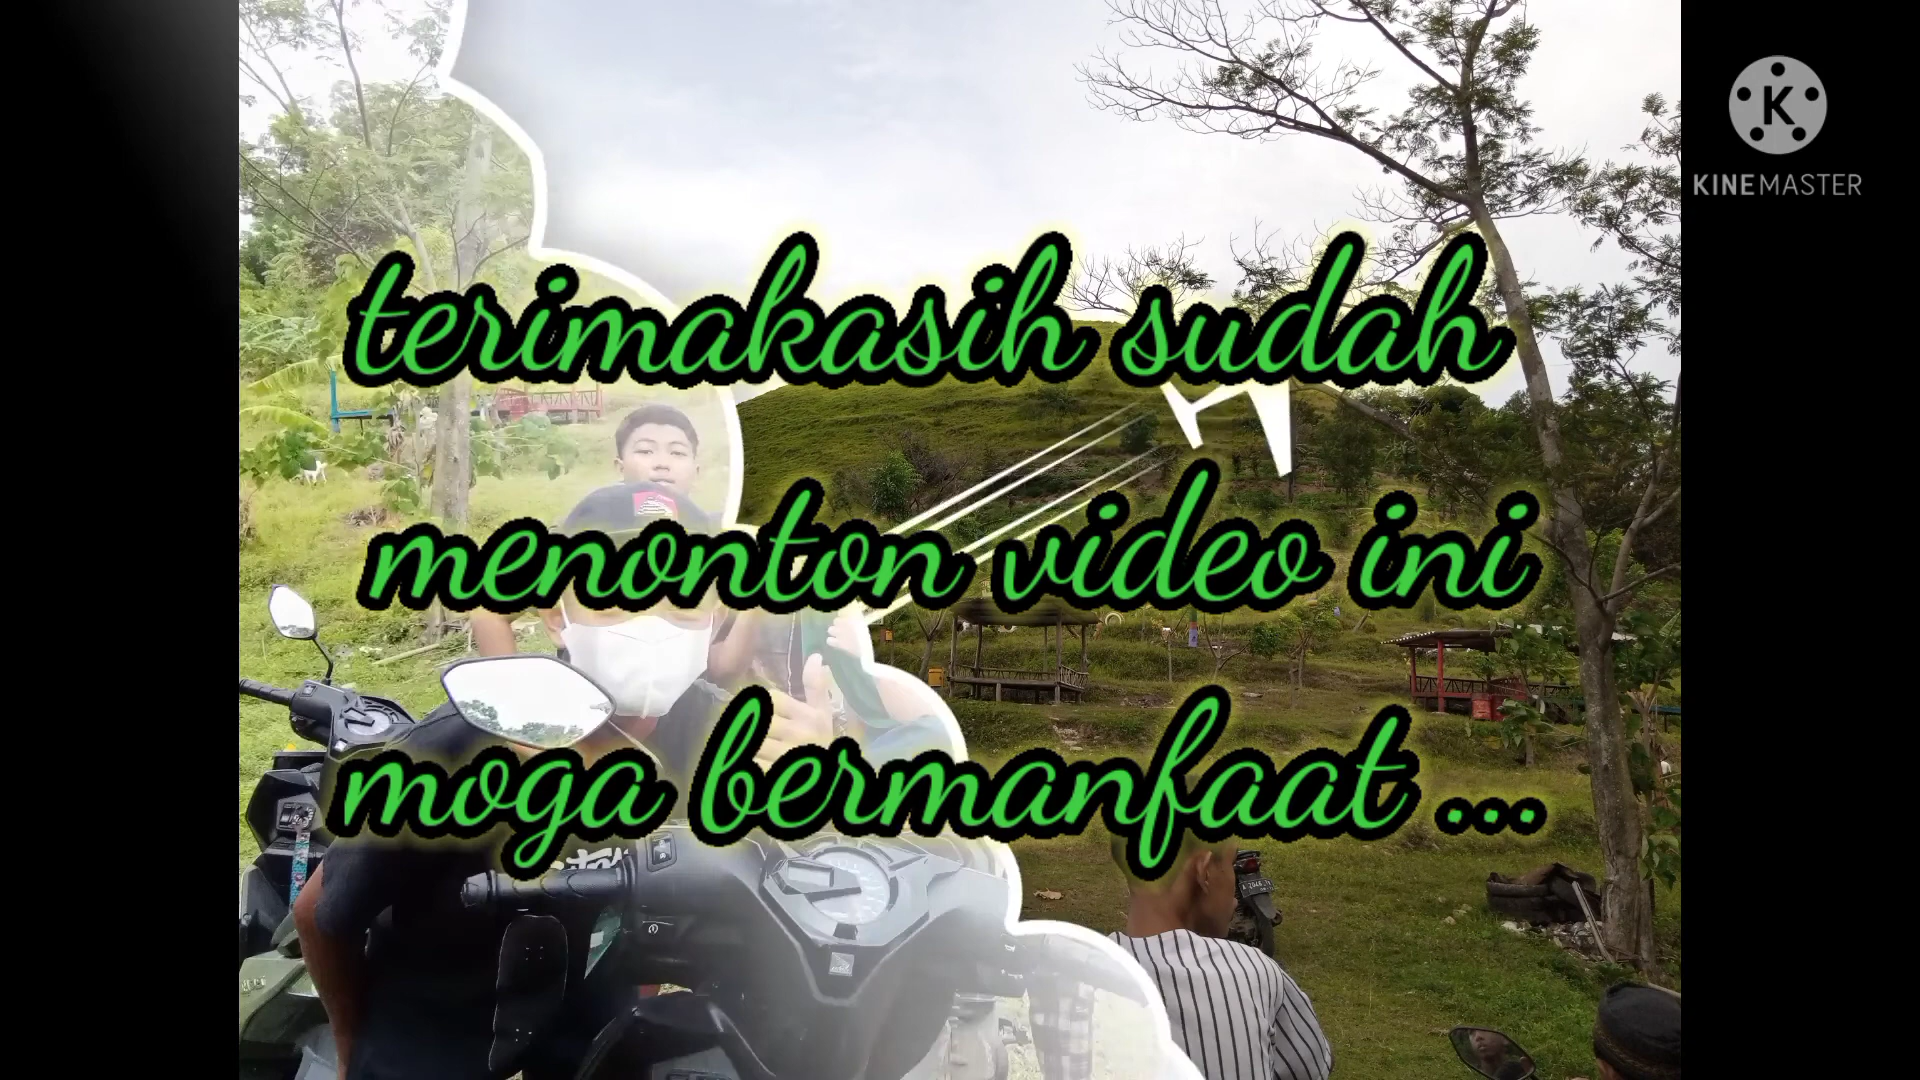 KINEMASTER
terimakasih sudah
menonton video ini
moga bermanfaat ...